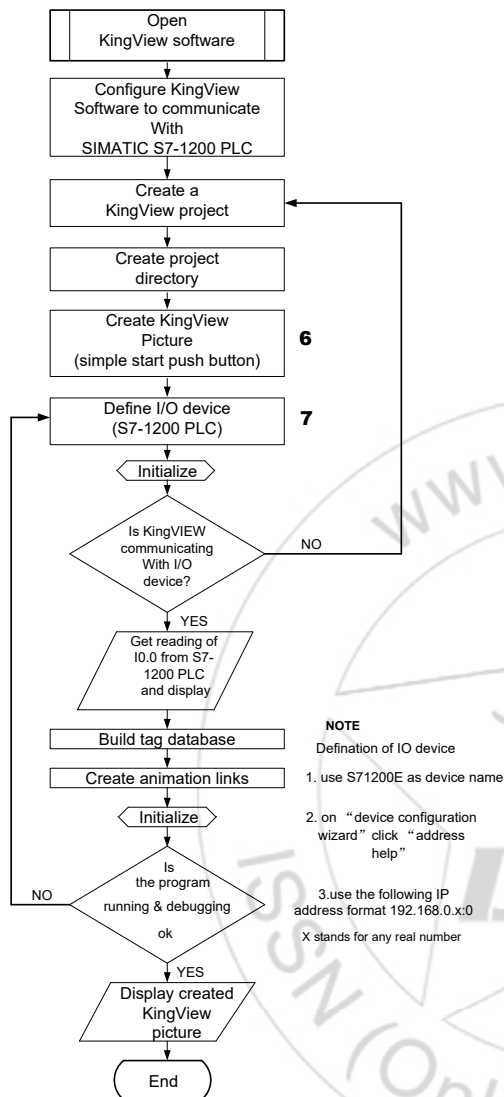 Open
KingView software
Configure KingView
Software to communicate
With
SIMATIC S7-1200 PLC
Create a
KingView project
Create project
directory
Create KingView
Picture
(simple start push button)
6
Define I/O device
(S7-1200 PLC)
7
Initialize
Is KingVIEW
communicating
With I/O
device?
NO
YES
Get reading of
I0.0 from S7-
1200 PLC
and display
Build tag database
Create animation links
Initialize
Is
the program
running & debugging
ok
NO
YES
Display created
KingView
picture
End
NOTE
Defination of IO device
1. use S71200E as device name
2. on “device configuration
wizard” click “address
help”
3.use the following IP
address format 192.168.0.x:0
X stands for any real number
www
ISSN (Onl